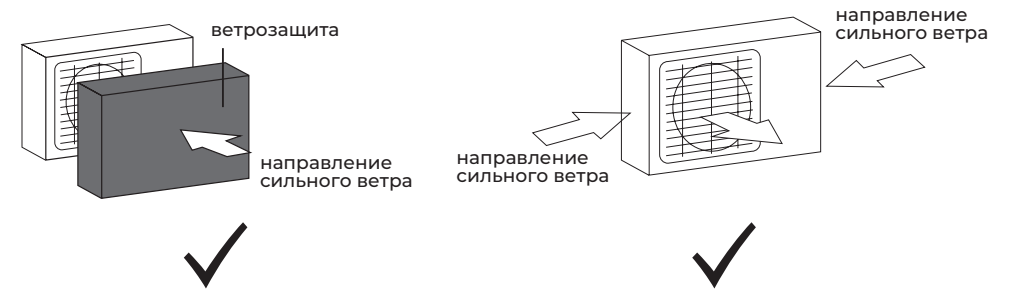 ветрозащита
направление
сильного ветра
направление
сильного ветра
направление
сильного ветра